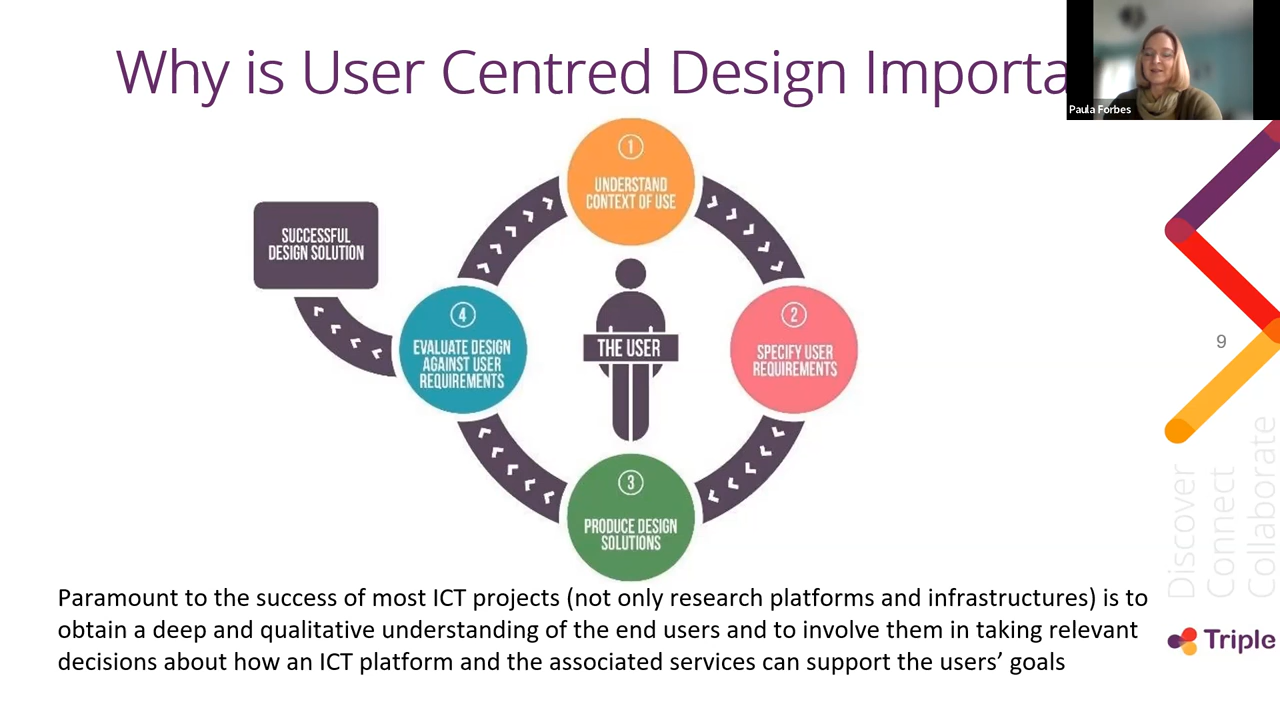 Why is User Centred Design Importa
Paula Forbes
1
UNDERSTAND
CONTEXT OF USE
SUCCESSFUL
DESIGN SOLUTION
4
EVALUATE DESIGN
AGAINST USER
REQUIREMENTS
THE USER
2
SPECIFY USER
REQUIREMENTS
9
3
PRODUCE DESIGN
SOLUTIONS
Paramount to the success of most ICT projects (not only research platforms and infrastructures) is to
obtain a deep and qualitative understanding of the end users and to involve them in taking relevant
decisions about how an ICT platform and the associated services can support the users’ goals
Discover
Connect
Collaborate
Triple